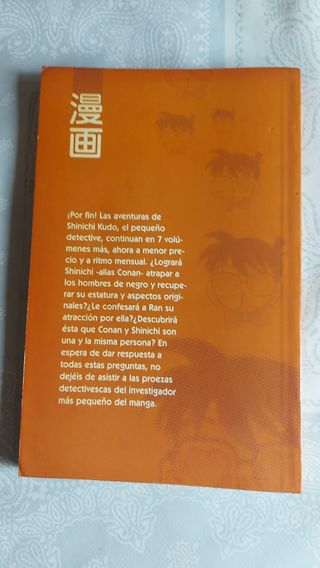 漫画
¡Por fin! Las aventuras de
Shinichi Kudo, el pequeño
detective, continuan en 7 volú-
menes más, ahora a menor pre-
cio y a ritmo mensual. ¿Logrará
Shinichi -alias Conan- atrapar a
los hombres de negro y recupe-
rar su estatura y aspectos origi-
nales?¿Le confesará a Ran su
atracción por ella?¿Descubrirá
ésta que Conan y Shinichi son
una y la misma persona? En
espera de dar respuesta a
todas estas preguntas, no
dejéis de asistir a las proezas
detectivescas del investigador
más pequeño del manga.